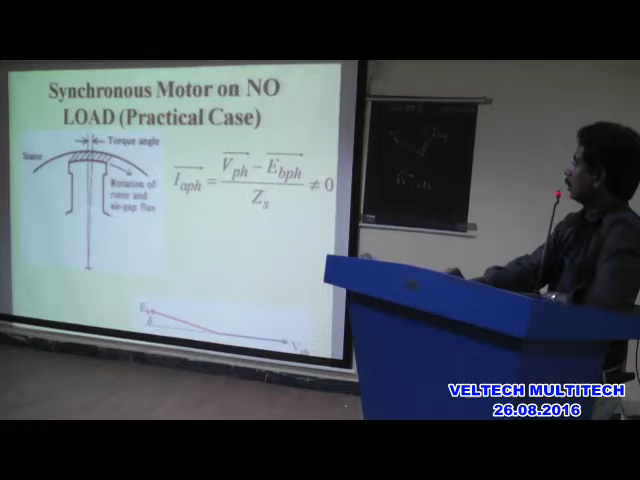 Synchronous Motor on NO
LOAD (Practical Case)
Torque angle
Stator
Rotation of
rotor and
air-gap flux
I_aph = (V_ph − E_bph) / Z_s ≠ 0
VELTECH MULTITECH
26.08.2016